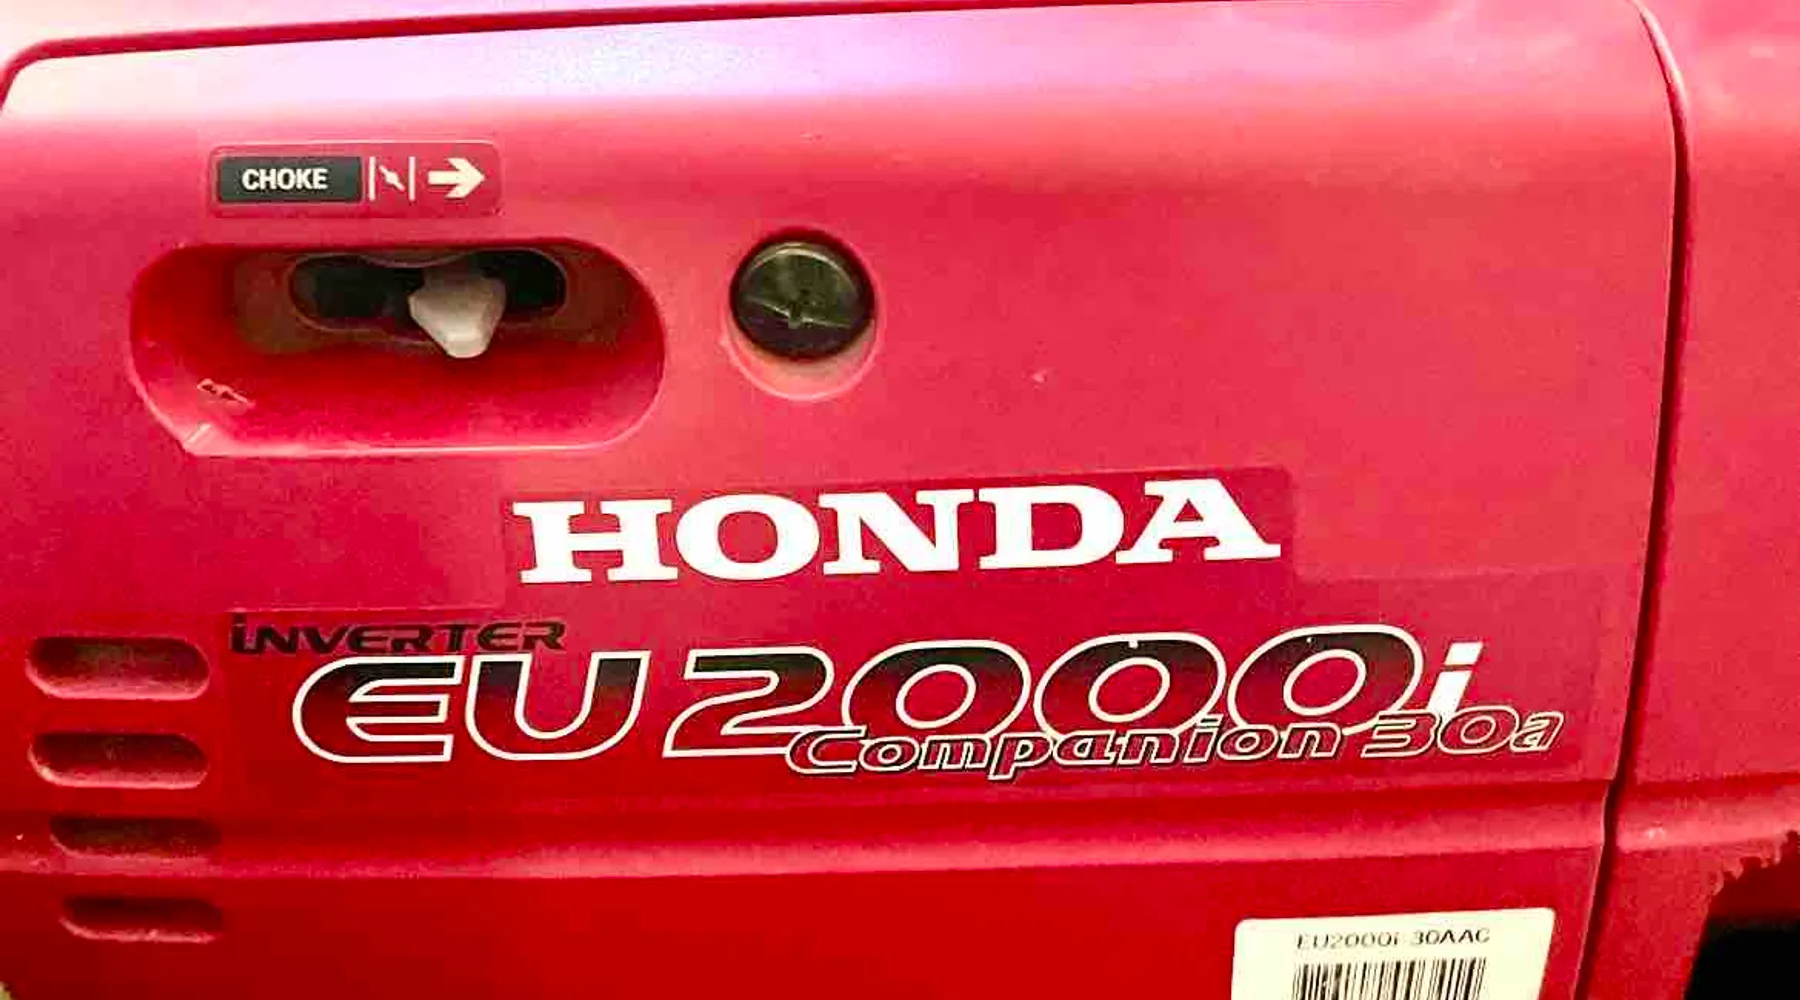 CHOKE
HONDA
INVERTER
EU2000i
Companion 30a
EU2000i 30AAC